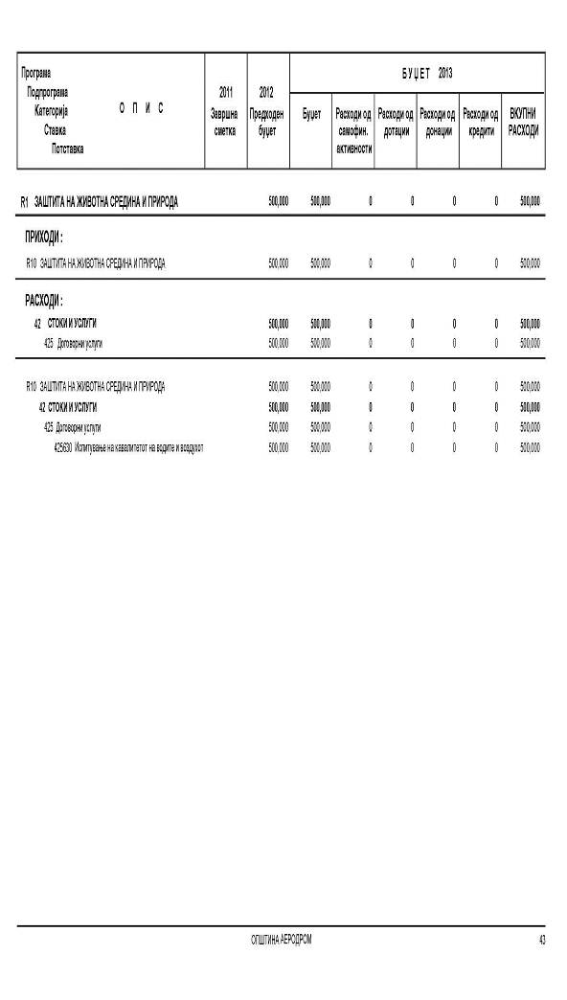 Програма
Подпрограма
Категорија
Ставка
Потставка
О П И С
2011
Завршна
сметка
2012
Предходен
буџет
БУЏЕТ 2013
Буџет
Расходи од
самофин.
активности
Расходи од
дотации
Расходи од
донации
Расходи од
кредити
ВКУПНИ
РАСХОДИ
R1 ЗАШТИТА НА ЖИВОТНА СРЕДИНА И ПРИРОДА 500,000 500,000 0 0 0 0 500,000
ПРИХОДИ :
R10 ЗАШТИТА НА ЖИВОТНА СРЕДИНА И ПРИРОДА 500,000 500,000 0 0 0 0 500,000
РАСХОДИ :
42 СТОКИ И УСЛУГИ 500,000 500,000 0 0 0 0 500,000
425 Договорни услуги 500,000 500,000 0 0 0 0 500,000
R10 ЗАШТИТА НА ЖИВОТНА СРЕДИНА И ПРИРОДА 500,000 500,000 0 0 0 0 500,000
42 СТОКИ И УСЛУГИ 500,000 500,000 0 0 0 0 500,000
425 Договорни услуги 500,000 500,000 0 0 0 0 500,000
425630 Испитување на кавалитетот на водите и воздухот 500,000 500,000 0 0 0 0 500,000
ОПШТИНА АЕРОДРОМ 43